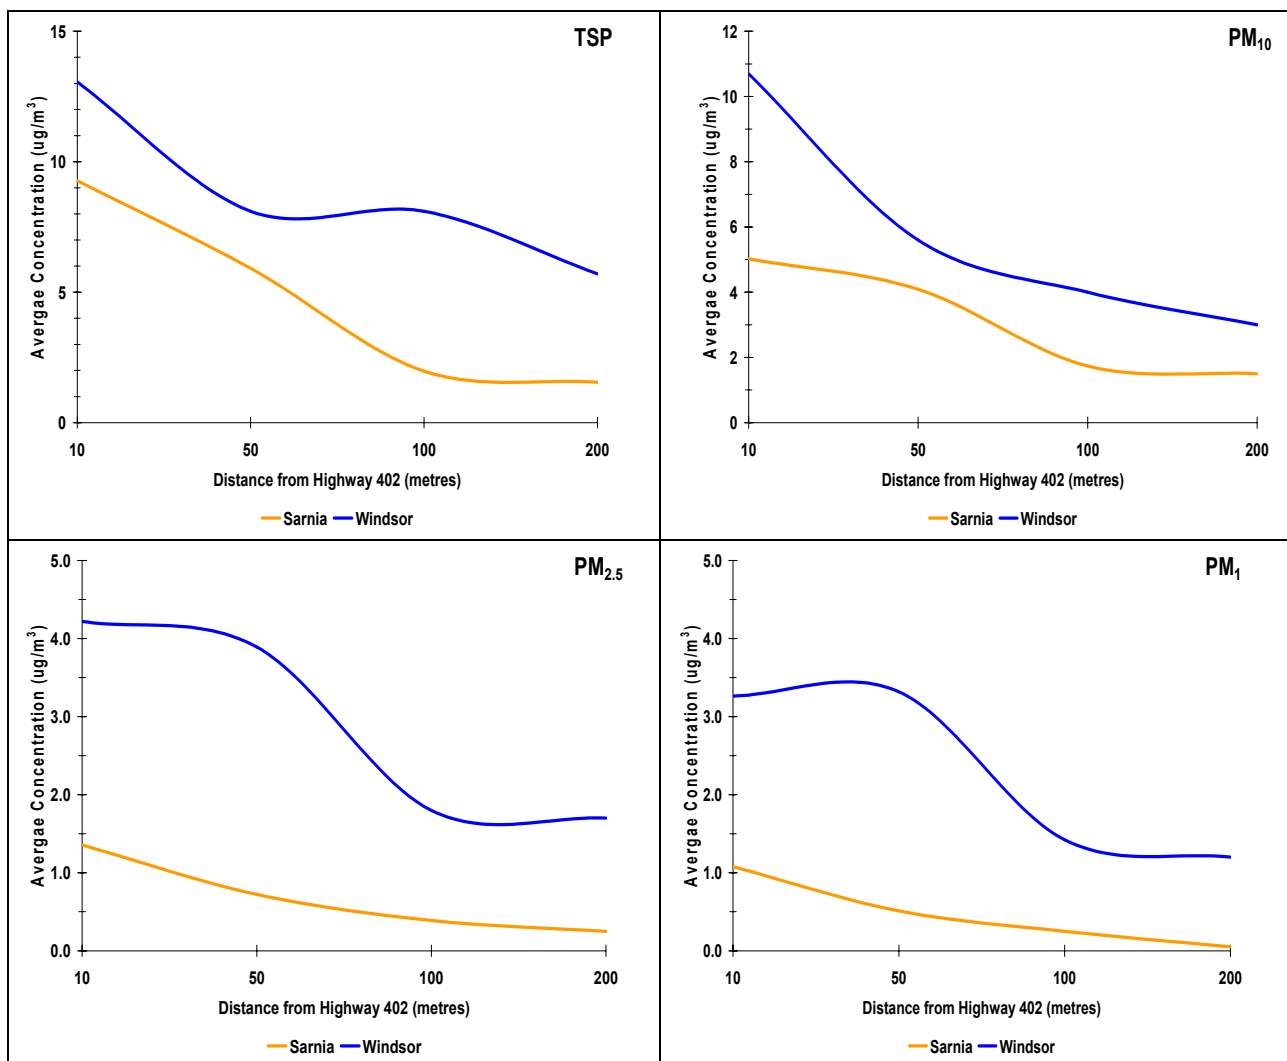 TSP
Avergae Concentration (ug/m³)
15
10
5
0
10 50 100 200
Distance from Highway 402 (metres)
Sarnia Windsor
PM₁₀
Avergae Concentration (ug/m³)
12
10
8
6
4
2
0
10 50 100 200
Distance from Highway 402 (metres)
Sarnia Windsor
PM₂.₅
Avergae Concentration (ug/m³)
5.0
4.0
3.0
2.0
1.0
0.0
10 50 100 200
Distance from Highway 402 (metres)
Sarnia Windsor
PM₁
Avergae Concentration (ug/m³)
5.0
4.0
3.0
2.0
1.0
0.0
10 50 100 200
Distance from Highway 402 (metres)
Sarnia Windsor